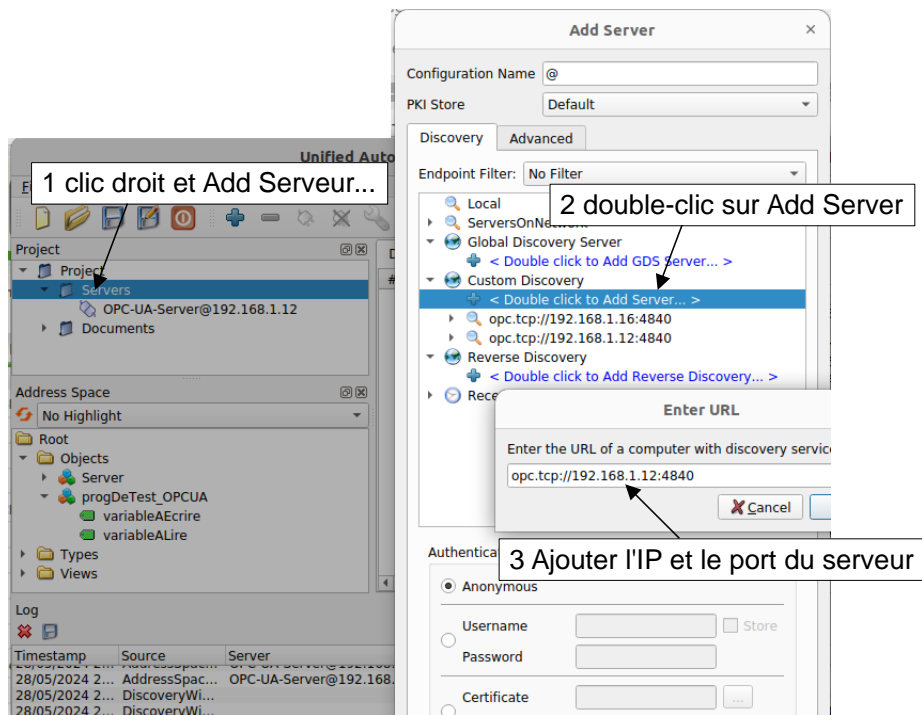 Add Server
Configuration Name @
PKI Store Default
Discovery Advanced
Endpoint Filter: No Filter
Local
2 double-clic sur Add Server
Global Discovery Server
< Double click to Add GDS Server... >
Custom Discovery
< Double click to Add Server... >
opc.tcp://192.168.1.16:4840
opc.tcp://192.168.1.12:4840
Reverse Discovery
< Double click to Add Reverse Discovery... >
Enter URL
Enter the URL of a computer with discovery
opc.tcp://192.168.1.12:4840
Cancel
3 Ajouter l'IP et le port du serveur
Anonymous
Username Store
Password
Certificate ...
Unified
1 clic droit et Add Serveur...
Project
Project
Servers
OPC-UA-Server@192.168.1.12
Documents
Address Space
No Highlight
Root
Objects
Server
progDeTest_OPCUA
variableAEcrire
variableALire
Types
Views
Log
Timestamp Source Server
28/05/2024 2... AddressSpac... OPC-UA-Server@192.168.
28/05/2024 2... DiscoveryWi...
28/05/2024 2... DiscoveryWi...